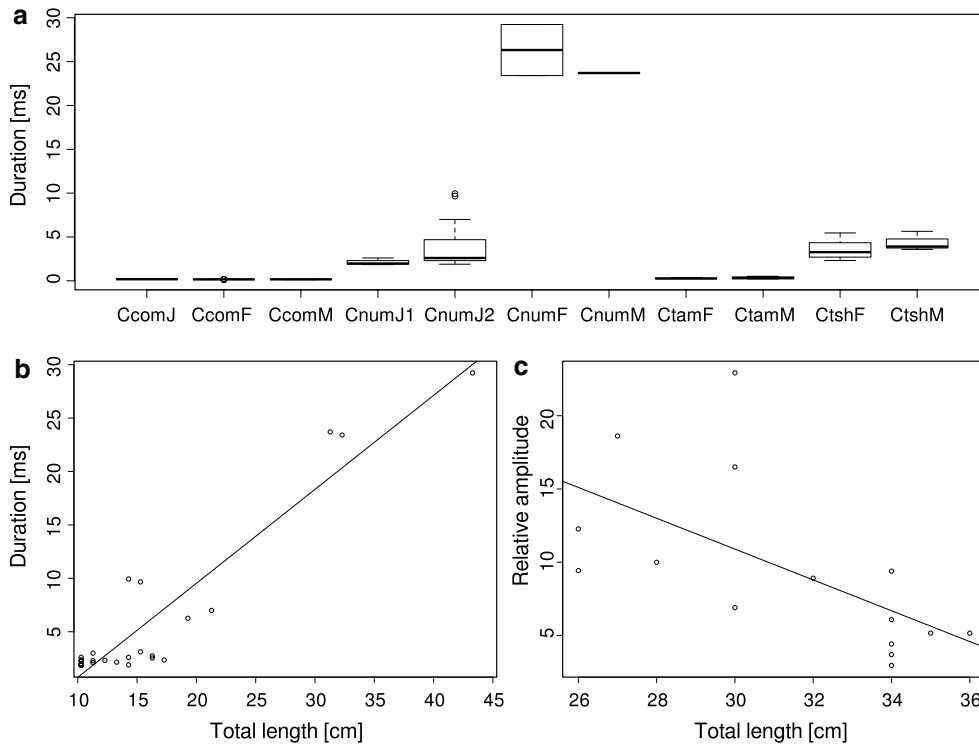 a
Duration [ms]
30
25
20
15
10
5
0
CcomJ CcomF CcomM CnumJ1 CnumJ2 CnumF CnumM CtamF CtamM CtshF CtshM
b
Duration [ms]
30
25
20
15
10
5
10 15 20 25 30 35 40 45
Total length [cm]
c
Relative amplitude
20
15
10
5
26 28 30 32 34 36
Total length [cm]